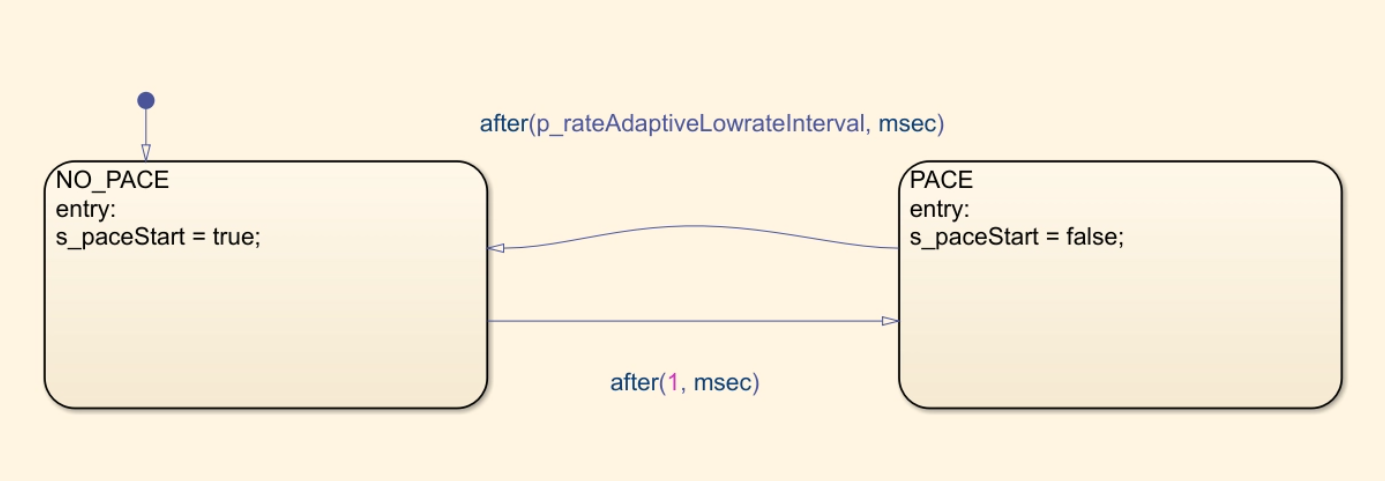 after(p_rateAdaptiveLowrateInterval, msec)
NO_PACE
entry:
s_paceStart = true;
PACE
entry:
s_paceStart = false;
after(1, msec)